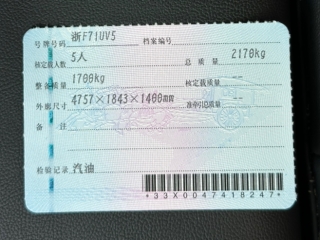 号牌号码 浙F71UV5 档案编号
核定载人数 5人 总质量 2170kg
整备质量 1700kg 核定载质量 --
外廓尺寸 4757×1843×1400mm 准牵引总质量 --
备注
检验记录 汽油
*33X0047418247*